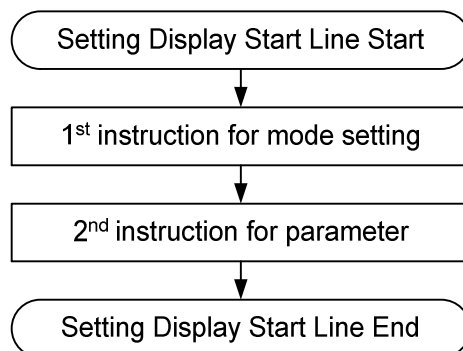 Setting Display Start Line Start
1st instruction for mode setting
2nd instruction for parameter
Setting Display Start Line End